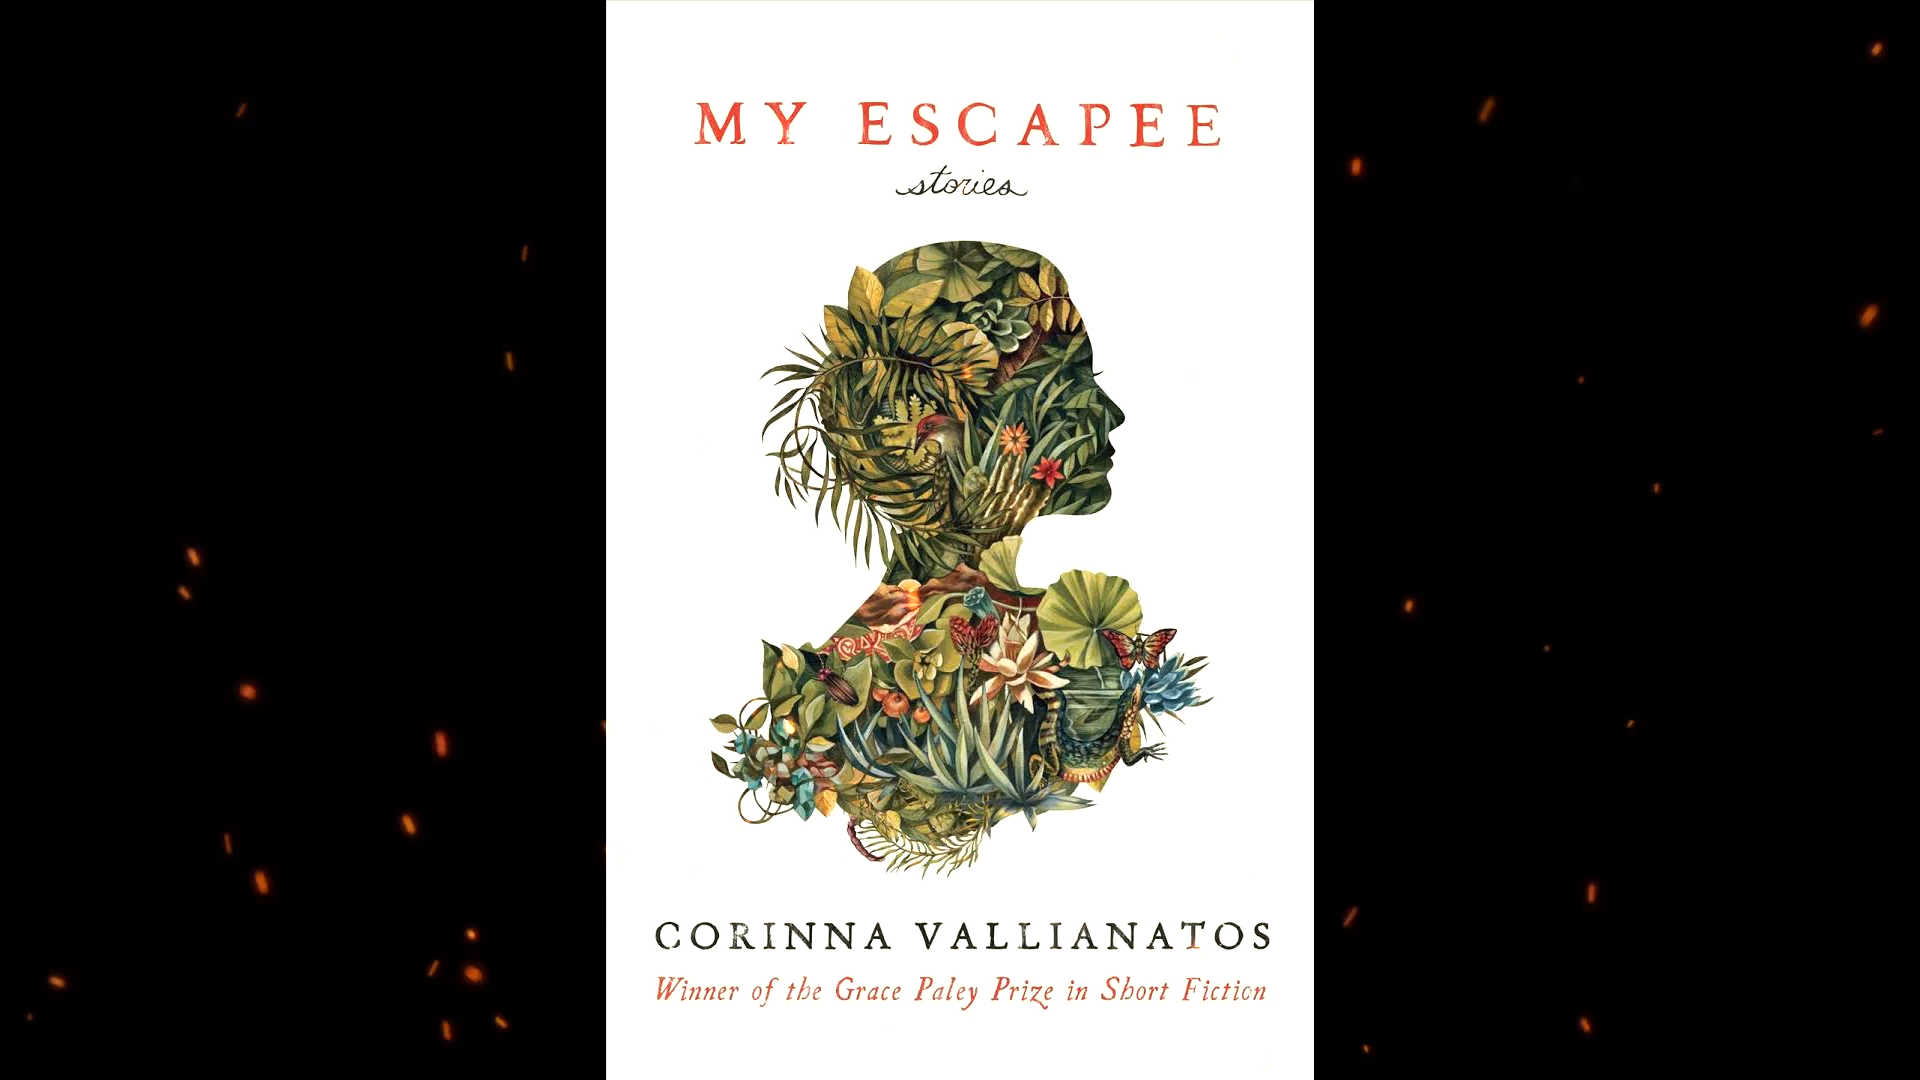 MY ESCAPEE
stories
CORINNA VALLIANATOS
Winner of the Grace Paley Prize in Short Fiction